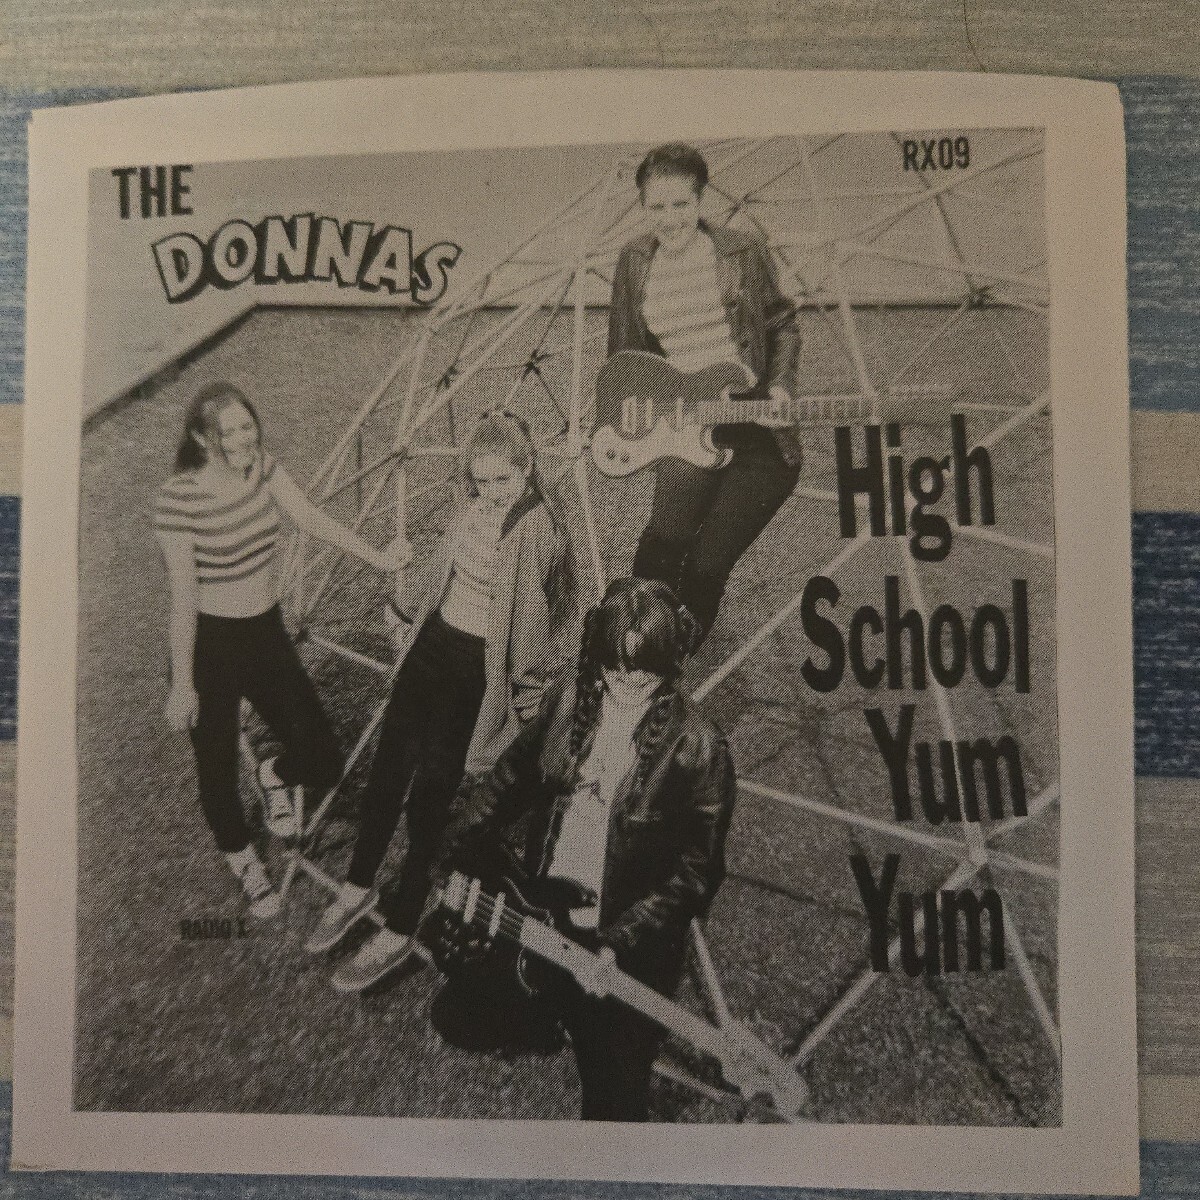 THE
DONNAS
RX09
High
School
Yum
Yum
RADIO X